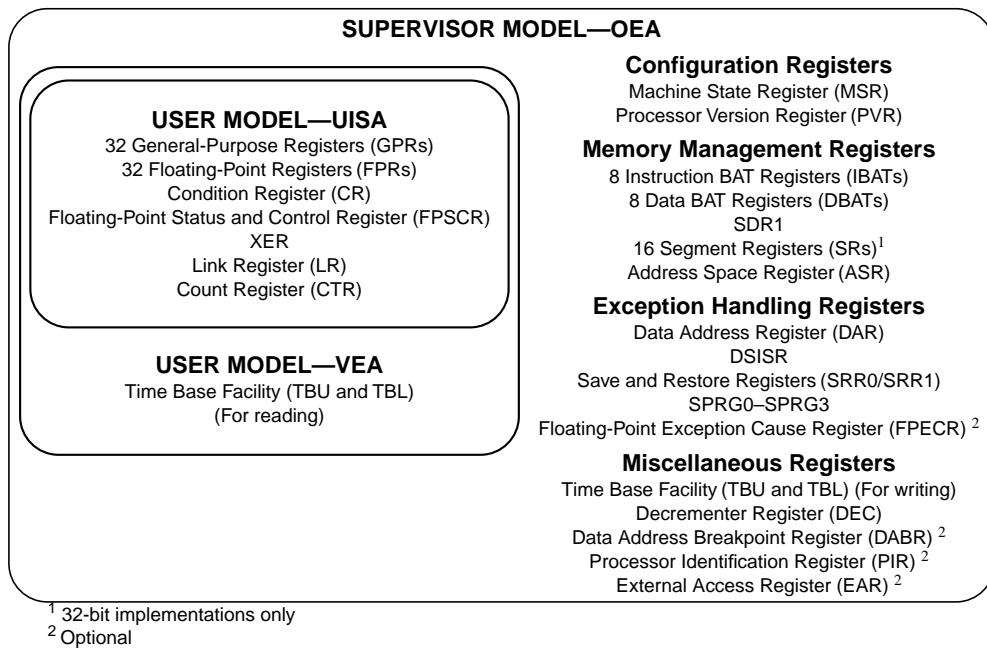 SUPERVISOR MODEL—OEA
USER MODEL—UISA
32 General-Purpose Registers (GPRs)
32 Floating-Point Registers (FPRs)
Condition Register (CR)
Floating-Point Status and Control Register (FPSCR)
XER
Link Register (LR)
Count Register (CTR)
USER MODEL—VEA
Time Base Facility (TBU and TBL)
(For reading)
Configuration Registers
Machine State Register (MSR)
Processor Version Register (PVR)
Memory Management Registers
8 Instruction BAT Registers (IBATs)
8 Data BAT Registers (DBATs)
SDR1
16 Segment Registers (SRs)1
Address Space Register (ASR)
Exception Handling Registers
Data Address Register (DAR)
DSISR
Save and Restore Registers (SRR0/SRR1)
SPRG0–SPRG3
Floating-Point Exception Cause Register (FPECR) 2
Miscellaneous Registers
Time Base Facility (TBU and TBL) (For writing)
Decrementer Register (DEC)
Data Address Breakpoint Register (DABR) 2
Processor Identification Register (PIR) 2
External Access Register (EAR) 2
1 32-bit implementations only
2 Optional